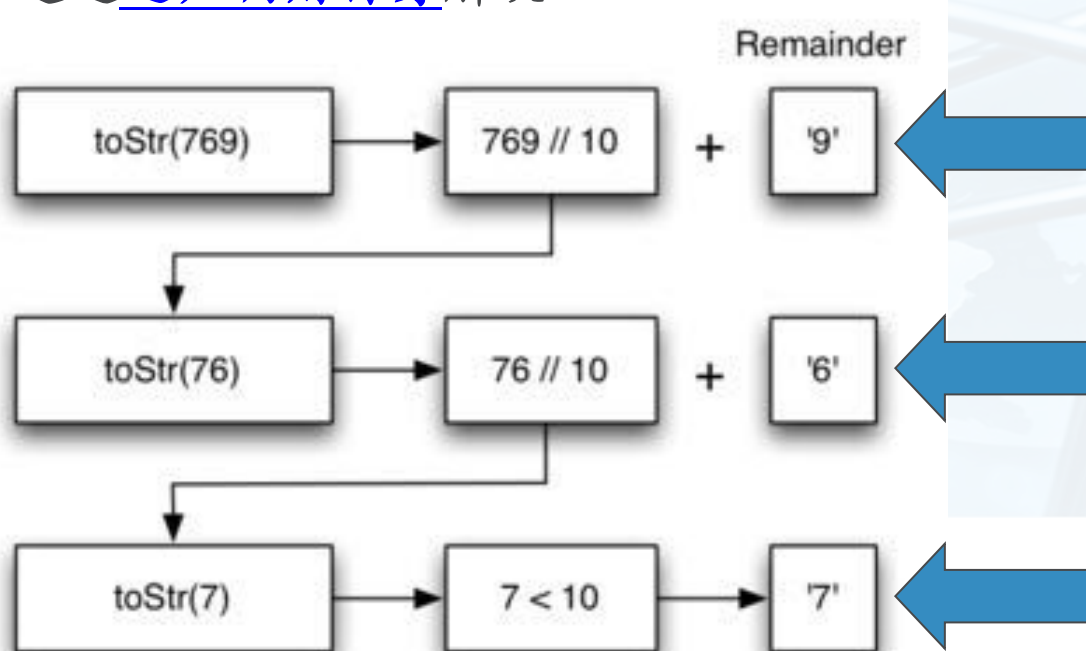 Remainder
toStr(769) 769 // 10 + '9'
toStr(76) 76 // 10 + '6'
toStr(7) 7 < 10 '7'